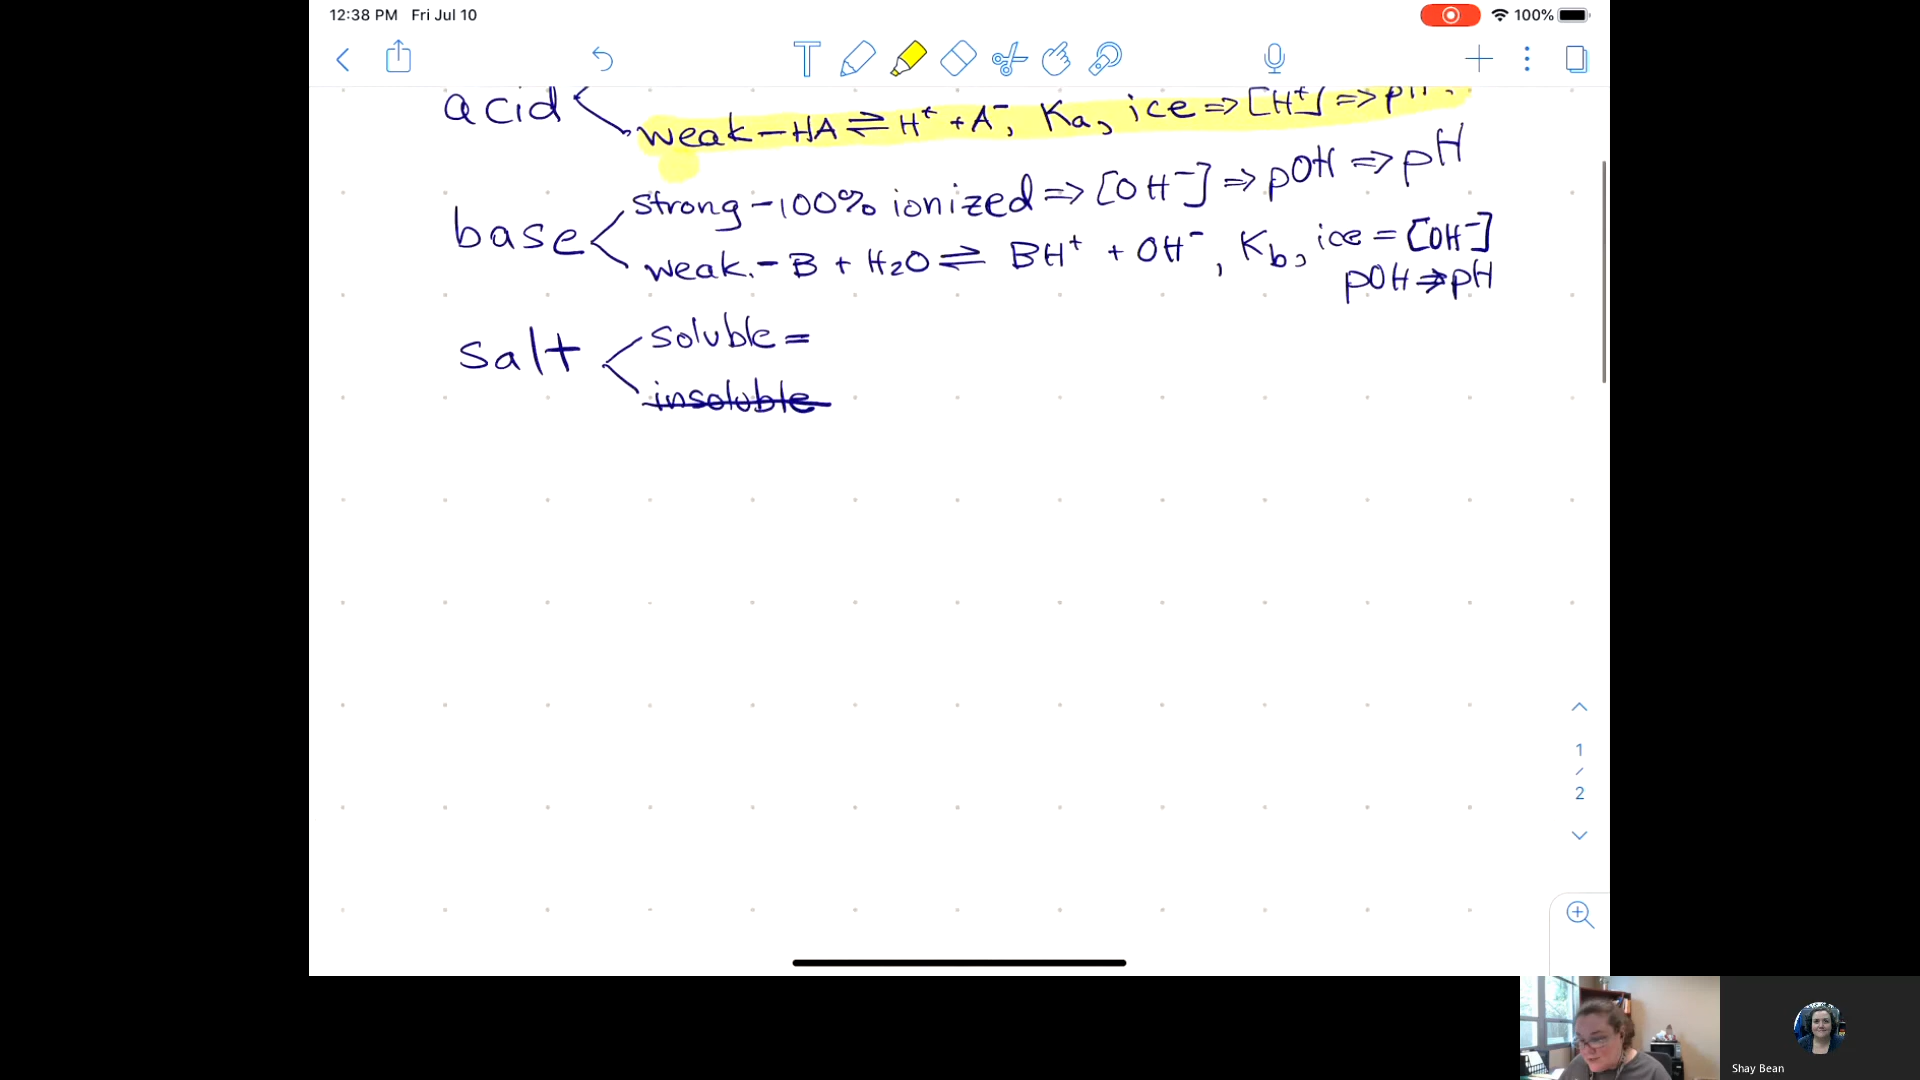 12:38 PM Fri Jul 10
100%
T
acid
weak - HA ⇌ H⁺ + A⁻, Ka, ice ⇒ [H⁺] ⇒ pH.
strong - 100% ionized ⇒ [OH⁻] ⇒ pOH ⇒ pH
base
weak. - B + H₂O ⇌ BH⁺ + OH⁻, Kb, ice = [OH⁻]
pOH ⇒ pH
soluble =
salt
insoluble
1
/
2
Shay Bean